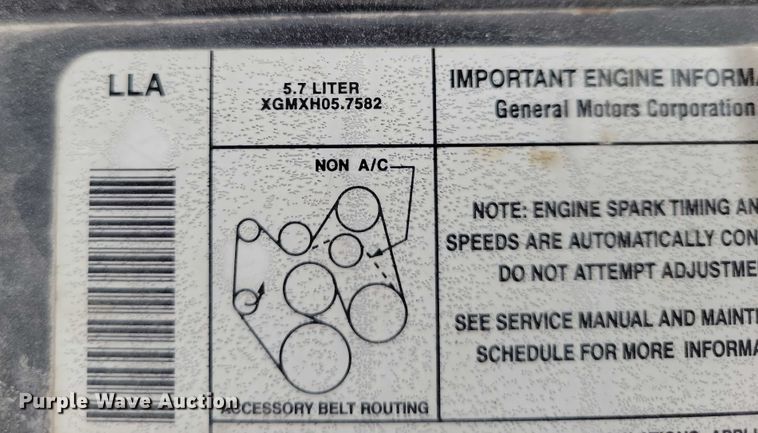 LLA
5.7 LITER
XGMXH05.7582
IMPORTANT ENGINE INFORMA
General Motors Corporation
NON A/C
NOTE: ENGINE SPARK TIMING AN
SPEEDS ARE AUTOMATICALLY CON
DO NOT ATTEMPT ADJUSTME
SEE SERVICE MANUAL AND MAINT
SCHEDULE FOR MORE INFORMA
ACCESSORY BELT ROUTING
Purple Wave Auction